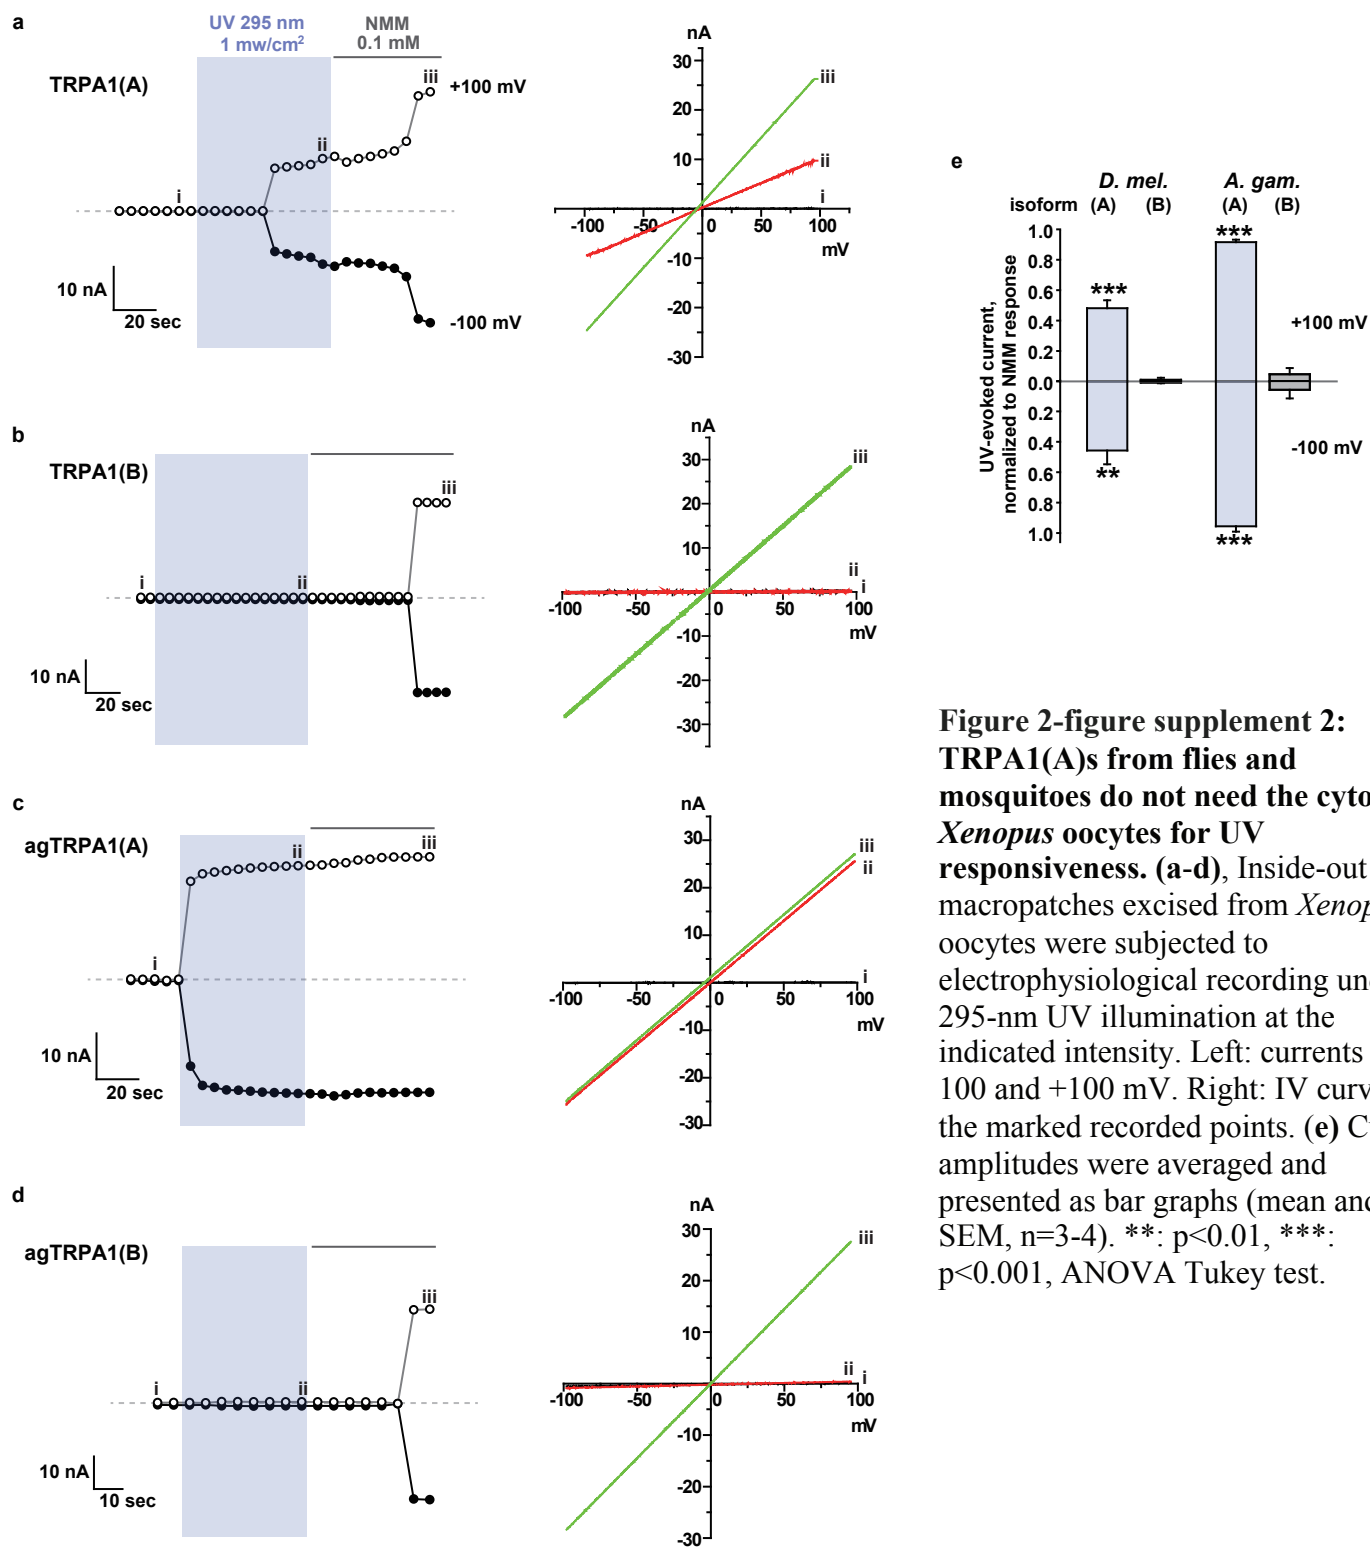 a
UV 295 nm
1 mw/cm²
NMM
0.1 mM
TRPA1(A)
i
ii
iii
+100 mV
-100 mV
10 nA
20 sec
nA
30
20
10
-100
-50
0
50
100
mV
-10
-20
-30
iii
ii
i
b
TRPA1(B)
i
ii
iii
10 nA
20 sec
nA
30
20
10
-100
-50
0
50
100
mV
-10
-20
-30
iii
ii
i
c
agTRPA1(A)
i
ii
iii
10 nA
20 sec
nA
30
20
10
-100
-50
0
50
100
mV
-10
-20
-30
iii
ii
i
d
agTRPA1(B)
i
ii
iii
10 nA
10 sec
nA
30
20
10
-100
-50
0
50
100
mV
-10
-20
-30
iii
ii
i
e
D. mel. A. gam.
isoform (A) (B) (A) (B)
UV-evoked current,
normalized to NMM response
1.0
0.8
0.6
0.4
0.2
0.0
0.2
0.4
0.6
0.8
1.0
***
**
***
***
+100 mV
-100 mV
Figure 2-figure supplement 2:
TRPA1(A)s from flies and
mosquitoes do not need the cyto
Xenopus oocytes for UV
responsiveness. (a-d), Inside-out
macropatches excised from Xenop
oocytes were subjected to
electrophysiological recording un
295-nm UV illumination at the
indicated intensity. Left: currents
100 and +100 mV. Right: IV curv
the marked recorded points. (e) C
amplitudes were averaged and
presented as bar graphs (mean and
SEM, n=3-4). **: p<0.01, ***:
p<0.001, ANOVA Tukey test.